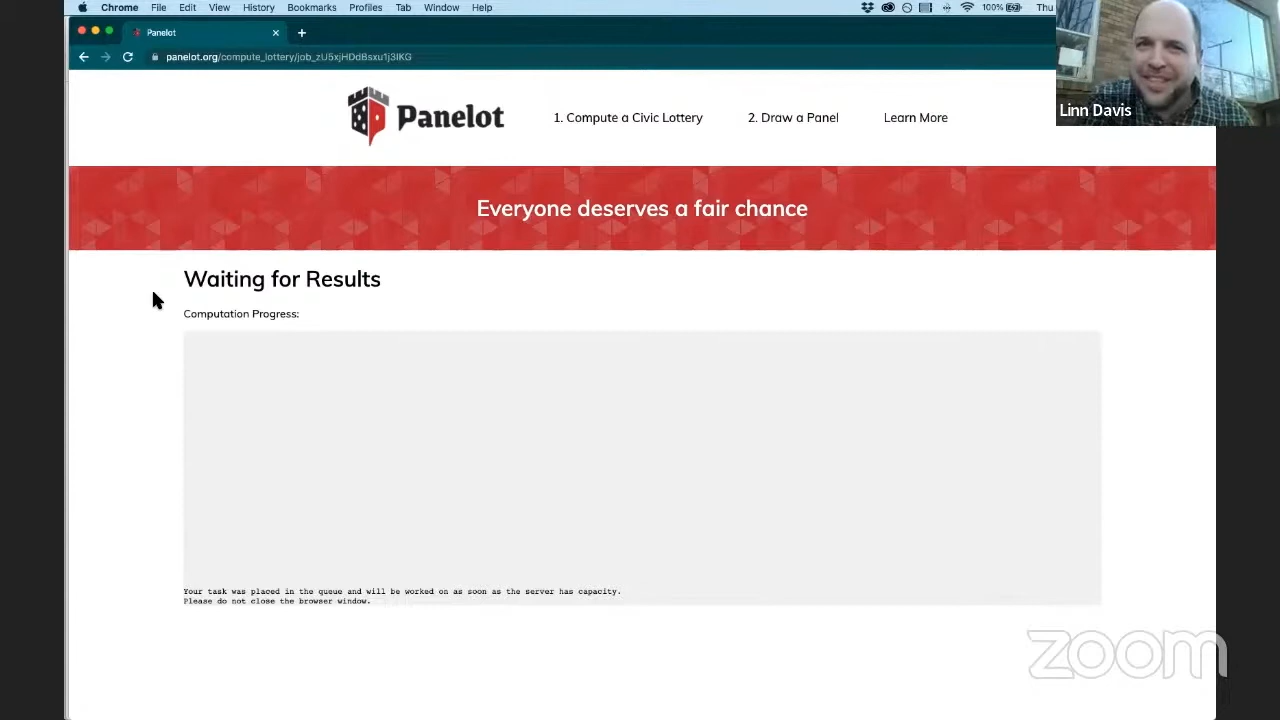 Chrome File Edit View History Bookmarks Profiles Tab Window Help 100% Thu
Panelot
panelot.org/compute_lottery/job_zU5xjHDdBsxu1j3lKG
Linn Davis
Panelot
1. Compute a Civic Lottery 2. Draw a Panel Learn More
Everyone deserves a fair chance
Waiting for Results
Computation Progress:
Your task was placed in the queue and will be worked on as soon as the server has capacity.
Please do not close the browser window.
zoom